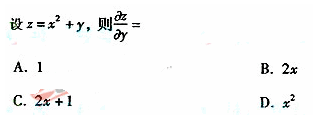 设 z = x² + y, 则 ∂z/∂y =
A. 1
B. 2x
C. 2x + 1
D. x²